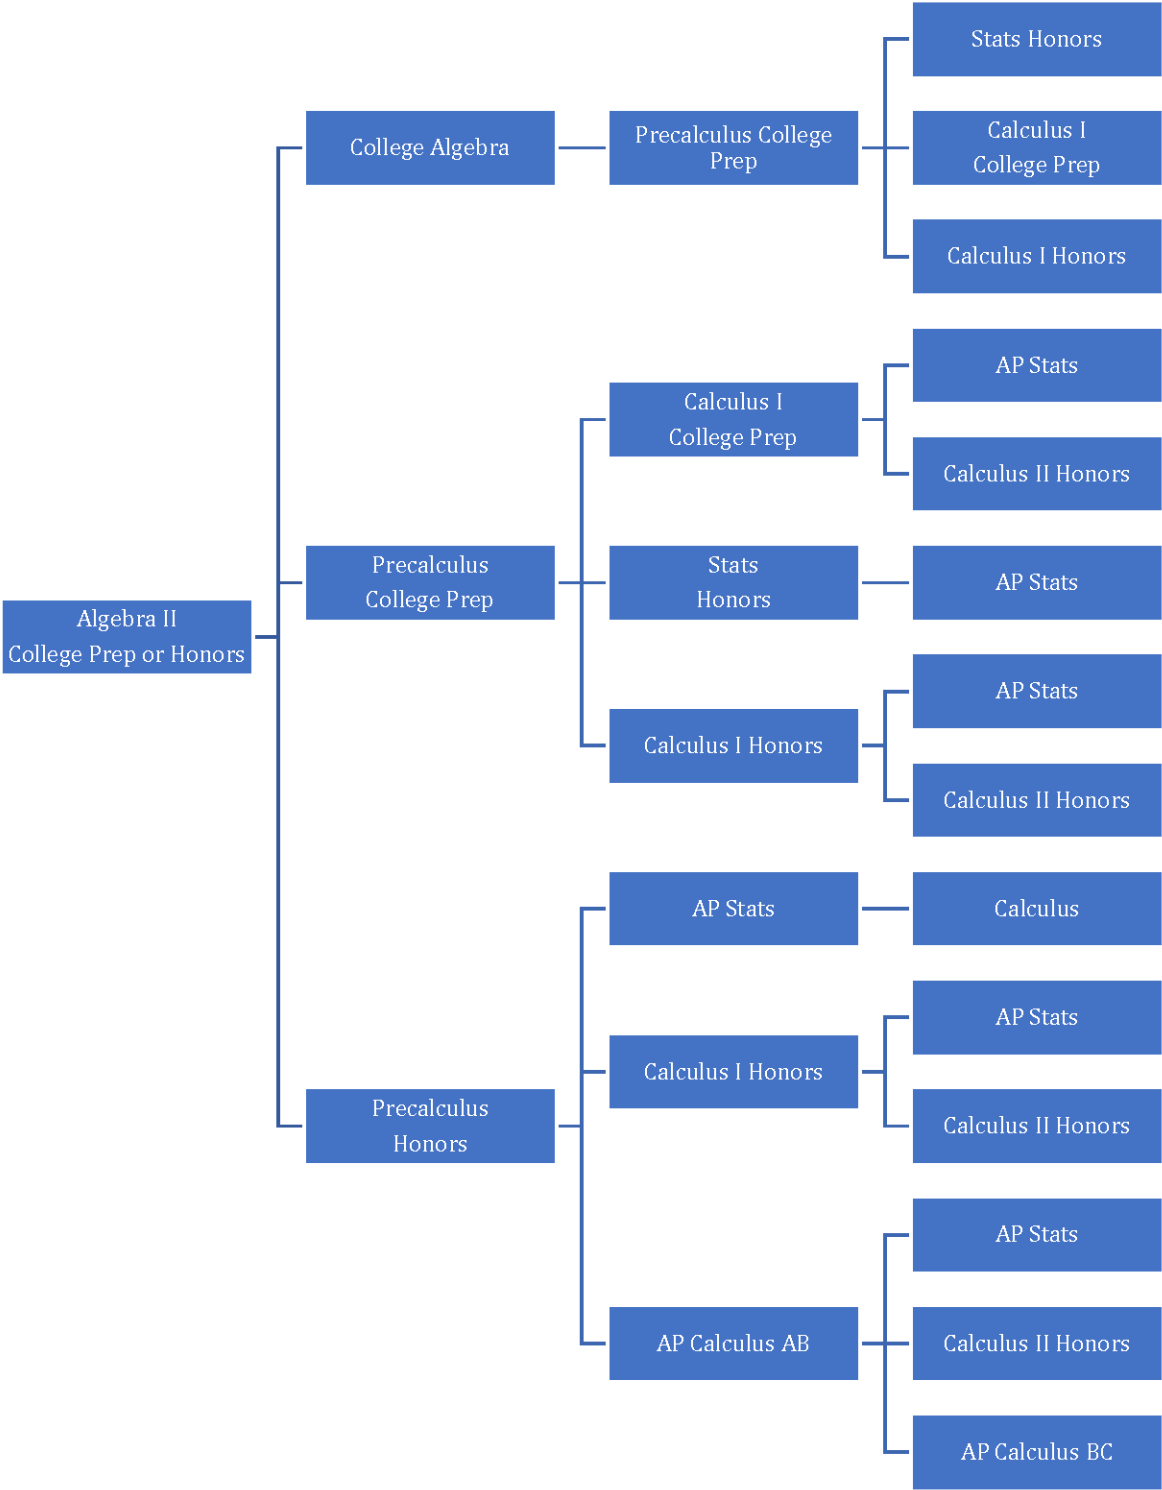 Stats Honors
College Algebra
Precalculus College
Prep
Calculus I
College Prep
Calculus I Honors
AP Stats
Calculus I
College Prep
Calculus II Honors
Precalculus
College Prep
Stats
Honors
AP Stats
Algebra II
College Prep or Honors
AP Stats
Calculus I Honors
Calculus II Honors
AP Stats
Calculus
AP Stats
Calculus I Honors
Precalculus
Honors
Calculus II Honors
AP Stats
AP Calculus AB
Calculus II Honors
AP Calculus BC